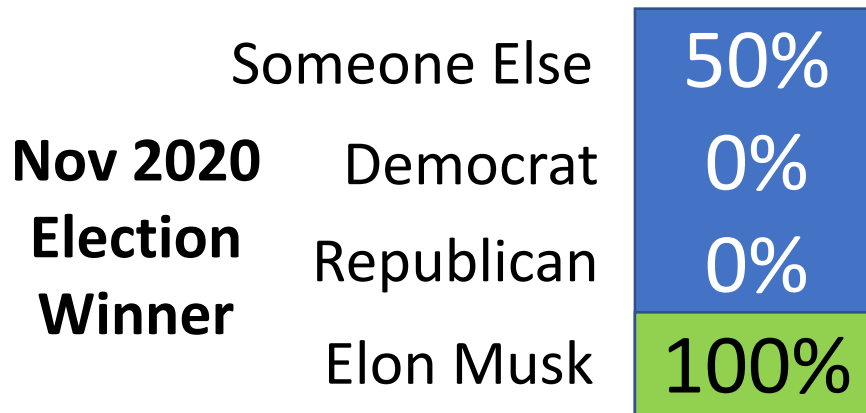 Nov 2020
Election
Winner
Someone Else 50%
Democrat 0%
Republican 0%
Elon Musk 100%